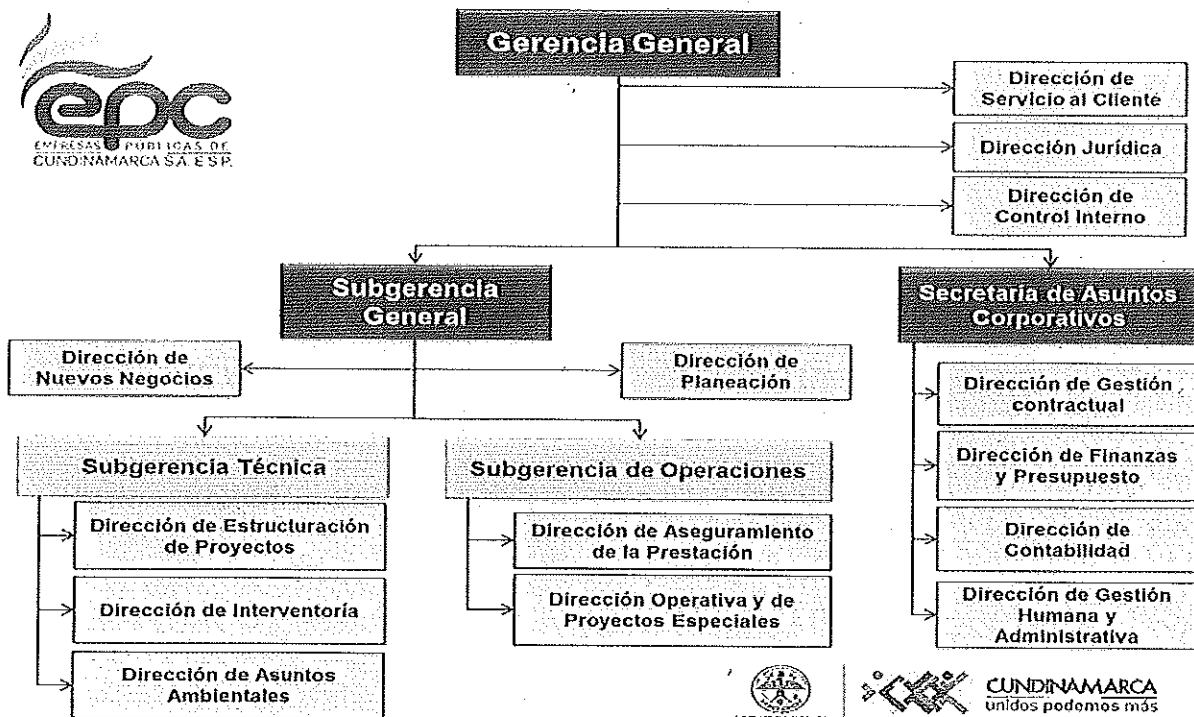 Gerencia General
epc
EMPRESAS PÚBLICAS DE
CUNDINAMARCA S.A. E.S.P.
Dirección de
Servicio al Cliente
Dirección Jurídica
Dirección de
Control Interno
Subgerencia
General
Secretaria de Asuntos
Corporativos
Dirección de
Nuevos Negocios
Dirección de
Planeación
Subgerencia Técnica
Subgerencia de Operaciones
Dirección de Estructuración
de Proyectos
Dirección de Interventoría
Dirección de Asuntos
Ambientales
Dirección de Aseguramiento
de la Prestación
Dirección Operativa y de
Proyectos Especiales
Dirección de Gestión
contractual
Dirección de Finanzas
y Presupuesto
Dirección de
Contabilidad
Dirección de Gestión
Humana y
Administrativa
CUNDINAMARCA
unidos podemos más